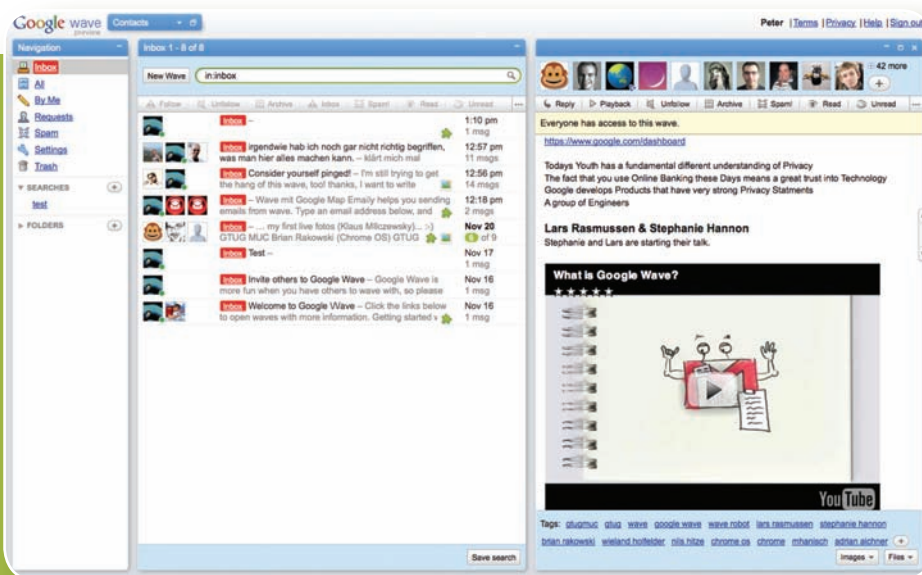 Google wave
preview
Contacts
Peter | Terms | Privacy | Help | Sign out
Navigation
Inbox
All
By Me
Requests
Spam
Settings
Trash
SEARCHES
test
FOLDERS
Inbox 1 - 8 of 8
New Wave in:inbox
Follow Unfollow Archive Inbox Spam! Read Unread
Inbox – 1:10 pm
1 msg
Inbox irgendwie hab ich noch gar nicht richtig begriffen, 12:57 pm
was man hier alles machen kann. – klärt mich mal 11 msgs
Inbox Consider yourself pinged! – I'm still trying to get 12:56 pm
the hang of this wave, too! thanks, I want to write 14 msgs
Inbox – Wave mit Google Map Emaily helps you sending 12:18 pm
emails from wave. Type an email address below, and 2 msgs
Inbox – ... my first live fotos (Klaus Milczewsky)... :-) Nov 20
GTUG MUC Brian Rakowski (Chrome OS) GTUG 6 of 9
Inbox Test – Nov 17
1 msg
Inbox Invite others to Google Wave – Google Wave is Nov 16
more fun when you have others to wave with, so please 1 msg
Inbox Welcome to Google Wave – Click the links below Nov 16
to open waves with more information. Getting started 1 msg
Save search
42 more
Reply Playback Unfollow Archive Spam! Read Unread
Everyone has access to this wave.
https://www.google.com/dashboard
Todays Youth has a fundamental different understanding of Privacy
The fact that you use Online Banking these Days means a great trust into Technology
Google develops Products that have very strong Privacy Statments
A group of Engineers
Lars Rasmussen & Stephanie Hannon
Stephanie and Lars are starting their talk.
What is Google Wave?
YouTube
Tags: gtugmuc gtug wave google wave wave robot lars rasmussen stephanie hannon
brian rakowski wieland holfelder nils hitze chrome os chrome mhanisch adrian aichner
Images Files